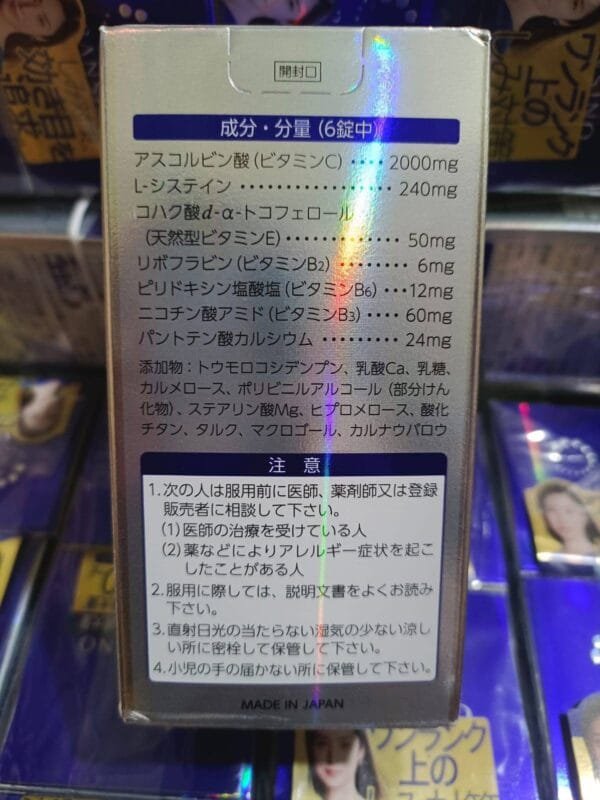 開封口
成分・分量（6錠中）
アスコルビン酸（ビタミンC）････ 2000mg
L-システイン ･･････････････ 240mg
コハク酸d-α-トコフェロール
（天然型ビタミンE）･･･････････ 50mg
リボフラビン（ビタミンB₂）･･･････ 6mg
ピリドキシン塩酸塩（ビタミンB₆）･･･12mg
ニコチン酸アミド（ビタミンB₃）････ 60mg
パントテン酸カルシウム ･････････ 24mg
添加物：トウモロコシデンプン、乳酸Ca、乳糖、
カルメロース、ポリビニルアルコール（部分けん
化物）、ステアリン酸Mg、ヒプロメロース、酸化
チタン、タルク、マクロゴール、カルナウバロウ
注 意
1.次の人は服用前に医師、薬剤師又は登録
販売者に相談して下さい。
(1)医師の治療を受けている人
(2)薬などによりアレルギー症状を起こ
したことがある人
2.服用に際しては、説明文書をよくお読み
下さい。
3.直射日光の当たらない湿気の少ない涼し
い所に密栓して保管して下さい。
4.小児の手の届かない所に保管して下さい。
MADE IN JAPAN
ワンランク
上の
ワンランク
上の